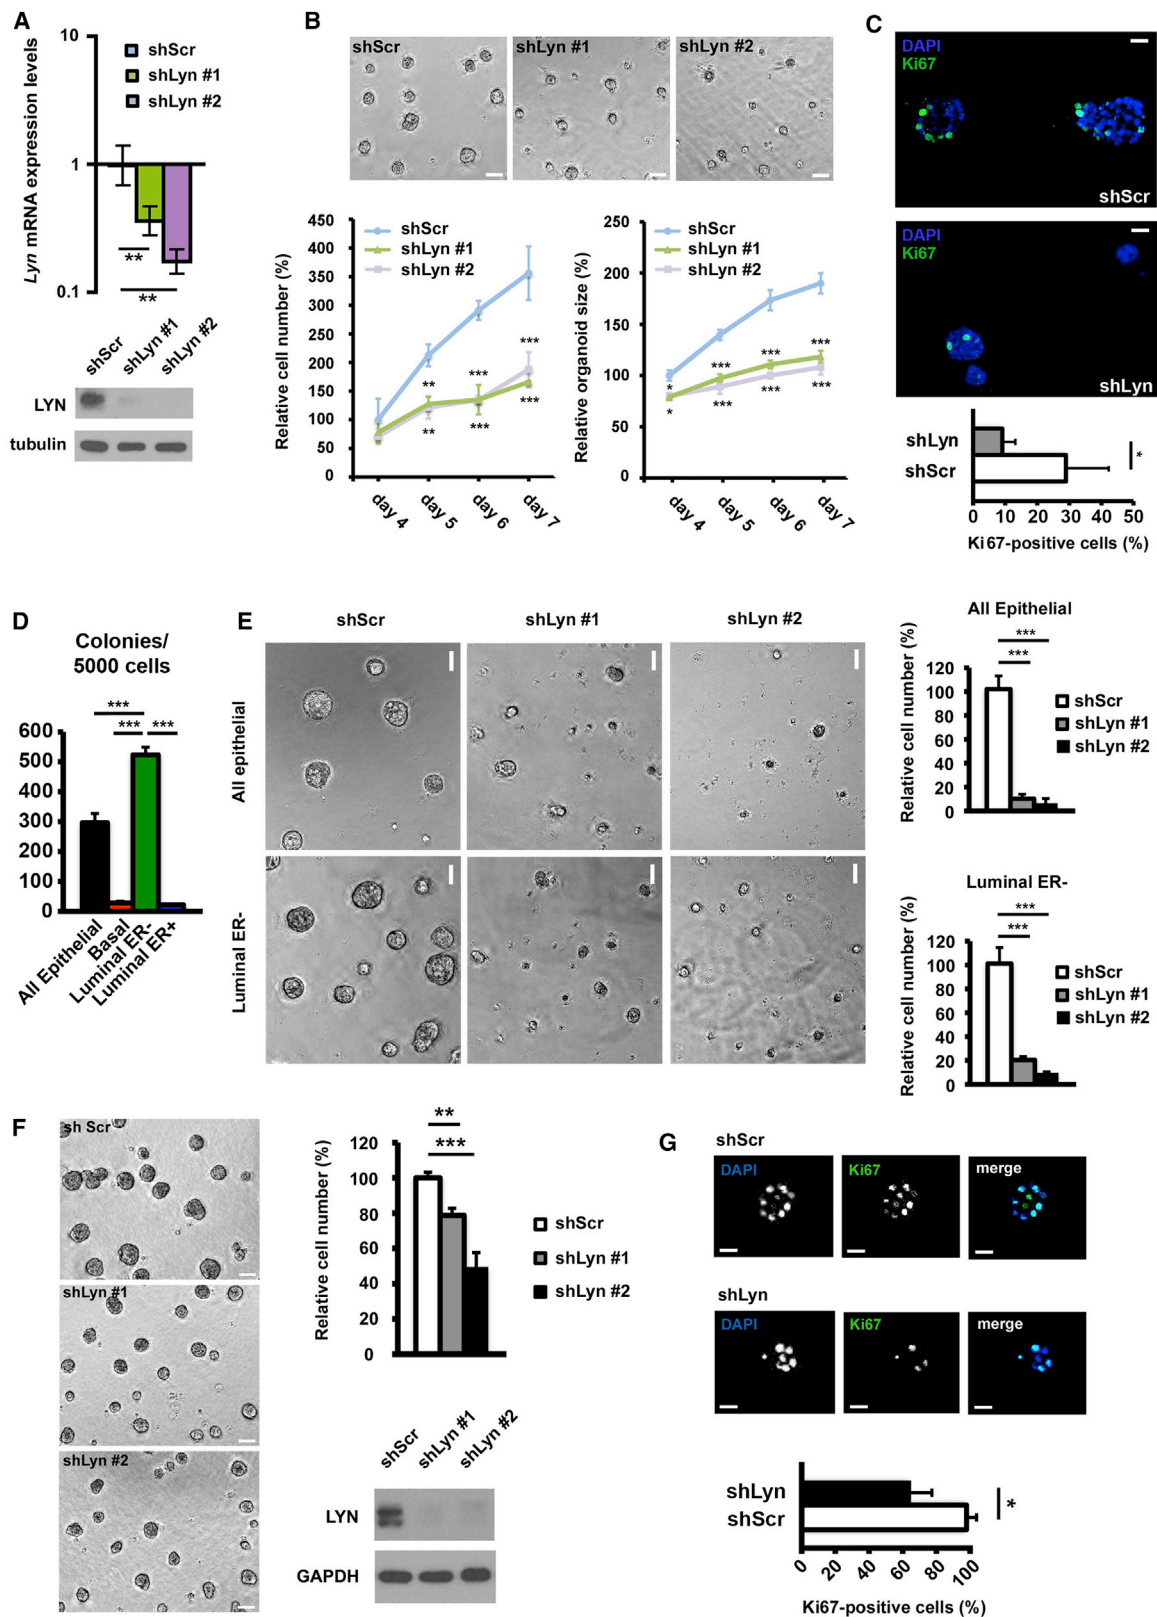 A
10
1
0.1
Lyn mRNA expression levels
shScr
shLyn #1
shLyn #2
**
**
shScr
shLyn #1
shLyn #2
LYN
tubulin
B
shScr
shLyn #1
shLyn #2
450
400
350
300
250
200
150
100
50
0
Relative cell number (%)
shScr
shLyn #1
shLyn #2
**
***
***
**
***
***
day 4
day 5
day 6
day 7
250
200
150
100
50
0
Relative organoid size (%)
shScr
shLyn #1
shLyn #2
*
***
***
***
*
***
***
***
day 4
day 5
day 6
day 7
C
DAPI
Ki67
shScr
DAPI
Ki67
shLyn
shLyn
shScr
*
0 10 20 30 40 50
Ki67-positive cells (%)
D
Colonies/
5000 cells
***
*** ***
600
500
400
300
200
100
0
All Epithelial
Basal
Luminal ER-
Luminal ER+
E
shScr
shLyn #1
shLyn #2
All epithelial
Luminal ER-
All Epithelial
***
***
120
100
80
60
40
20
0
Relative cell number (%)
shScr
shLyn #1
shLyn #2
Luminal ER-
***
***
120
100
80
60
40
20
0
Relative cell number (%)
shScr
shLyn #1
shLyn #2
F
sh Scr
shLyn #1
shLyn #2
**
***
120
100
80
60
40
20
0
Relative cell number (%)
shScr
shLyn #1
shLyn #2
shScr
shLyn #1
shLyn #2
LYN
GAPDH
G
shScr
DAPI
Ki67
merge
shLyn
DAPI
Ki67
merge
shLyn
shScr
*
0 20 40 60 80 100
Ki67-positive cells (%)